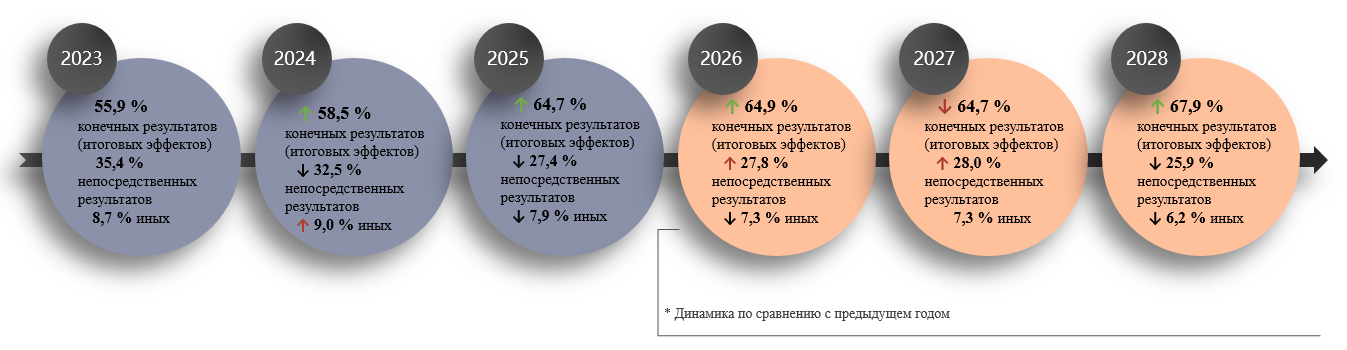 2023
55,9 %
конечных результатов
(итоговых эффектов)
35,4 %
непосредственных
результатов
8,7 % иных
2024
↑ 58,5 %
конечных результатов
(итоговых эффектов)
↓ 32,5 %
непосредственных
результатов
↑ 9,0 % иных
2025
↑ 64,7 %
конечных результатов
(итоговых эффектов)
↓ 27,4 %
непосредственных
результатов
↓ 7,9 % иных
2026
↑ 64,9 %
конечных результатов
(итоговых эффектов)
↑ 27,8 %
непосредственных
результатов
↓ 7,3 % иных
2027
↓ 64,7 %
конечных результатов
(итоговых эффектов)
↑ 28,0 %
непосредственных
результатов
7,3 % иных
2028
↑ 67,9 %
конечных результатов
(итоговых эффектов)
↓ 25,9 %
непосредственных
результатов
↓ 6,2 % иных
* Динамика по сравнению с предыдущем годом